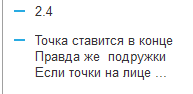 2.4
Точка ставится в конце
Правда же подружки
Если точки на лице ...